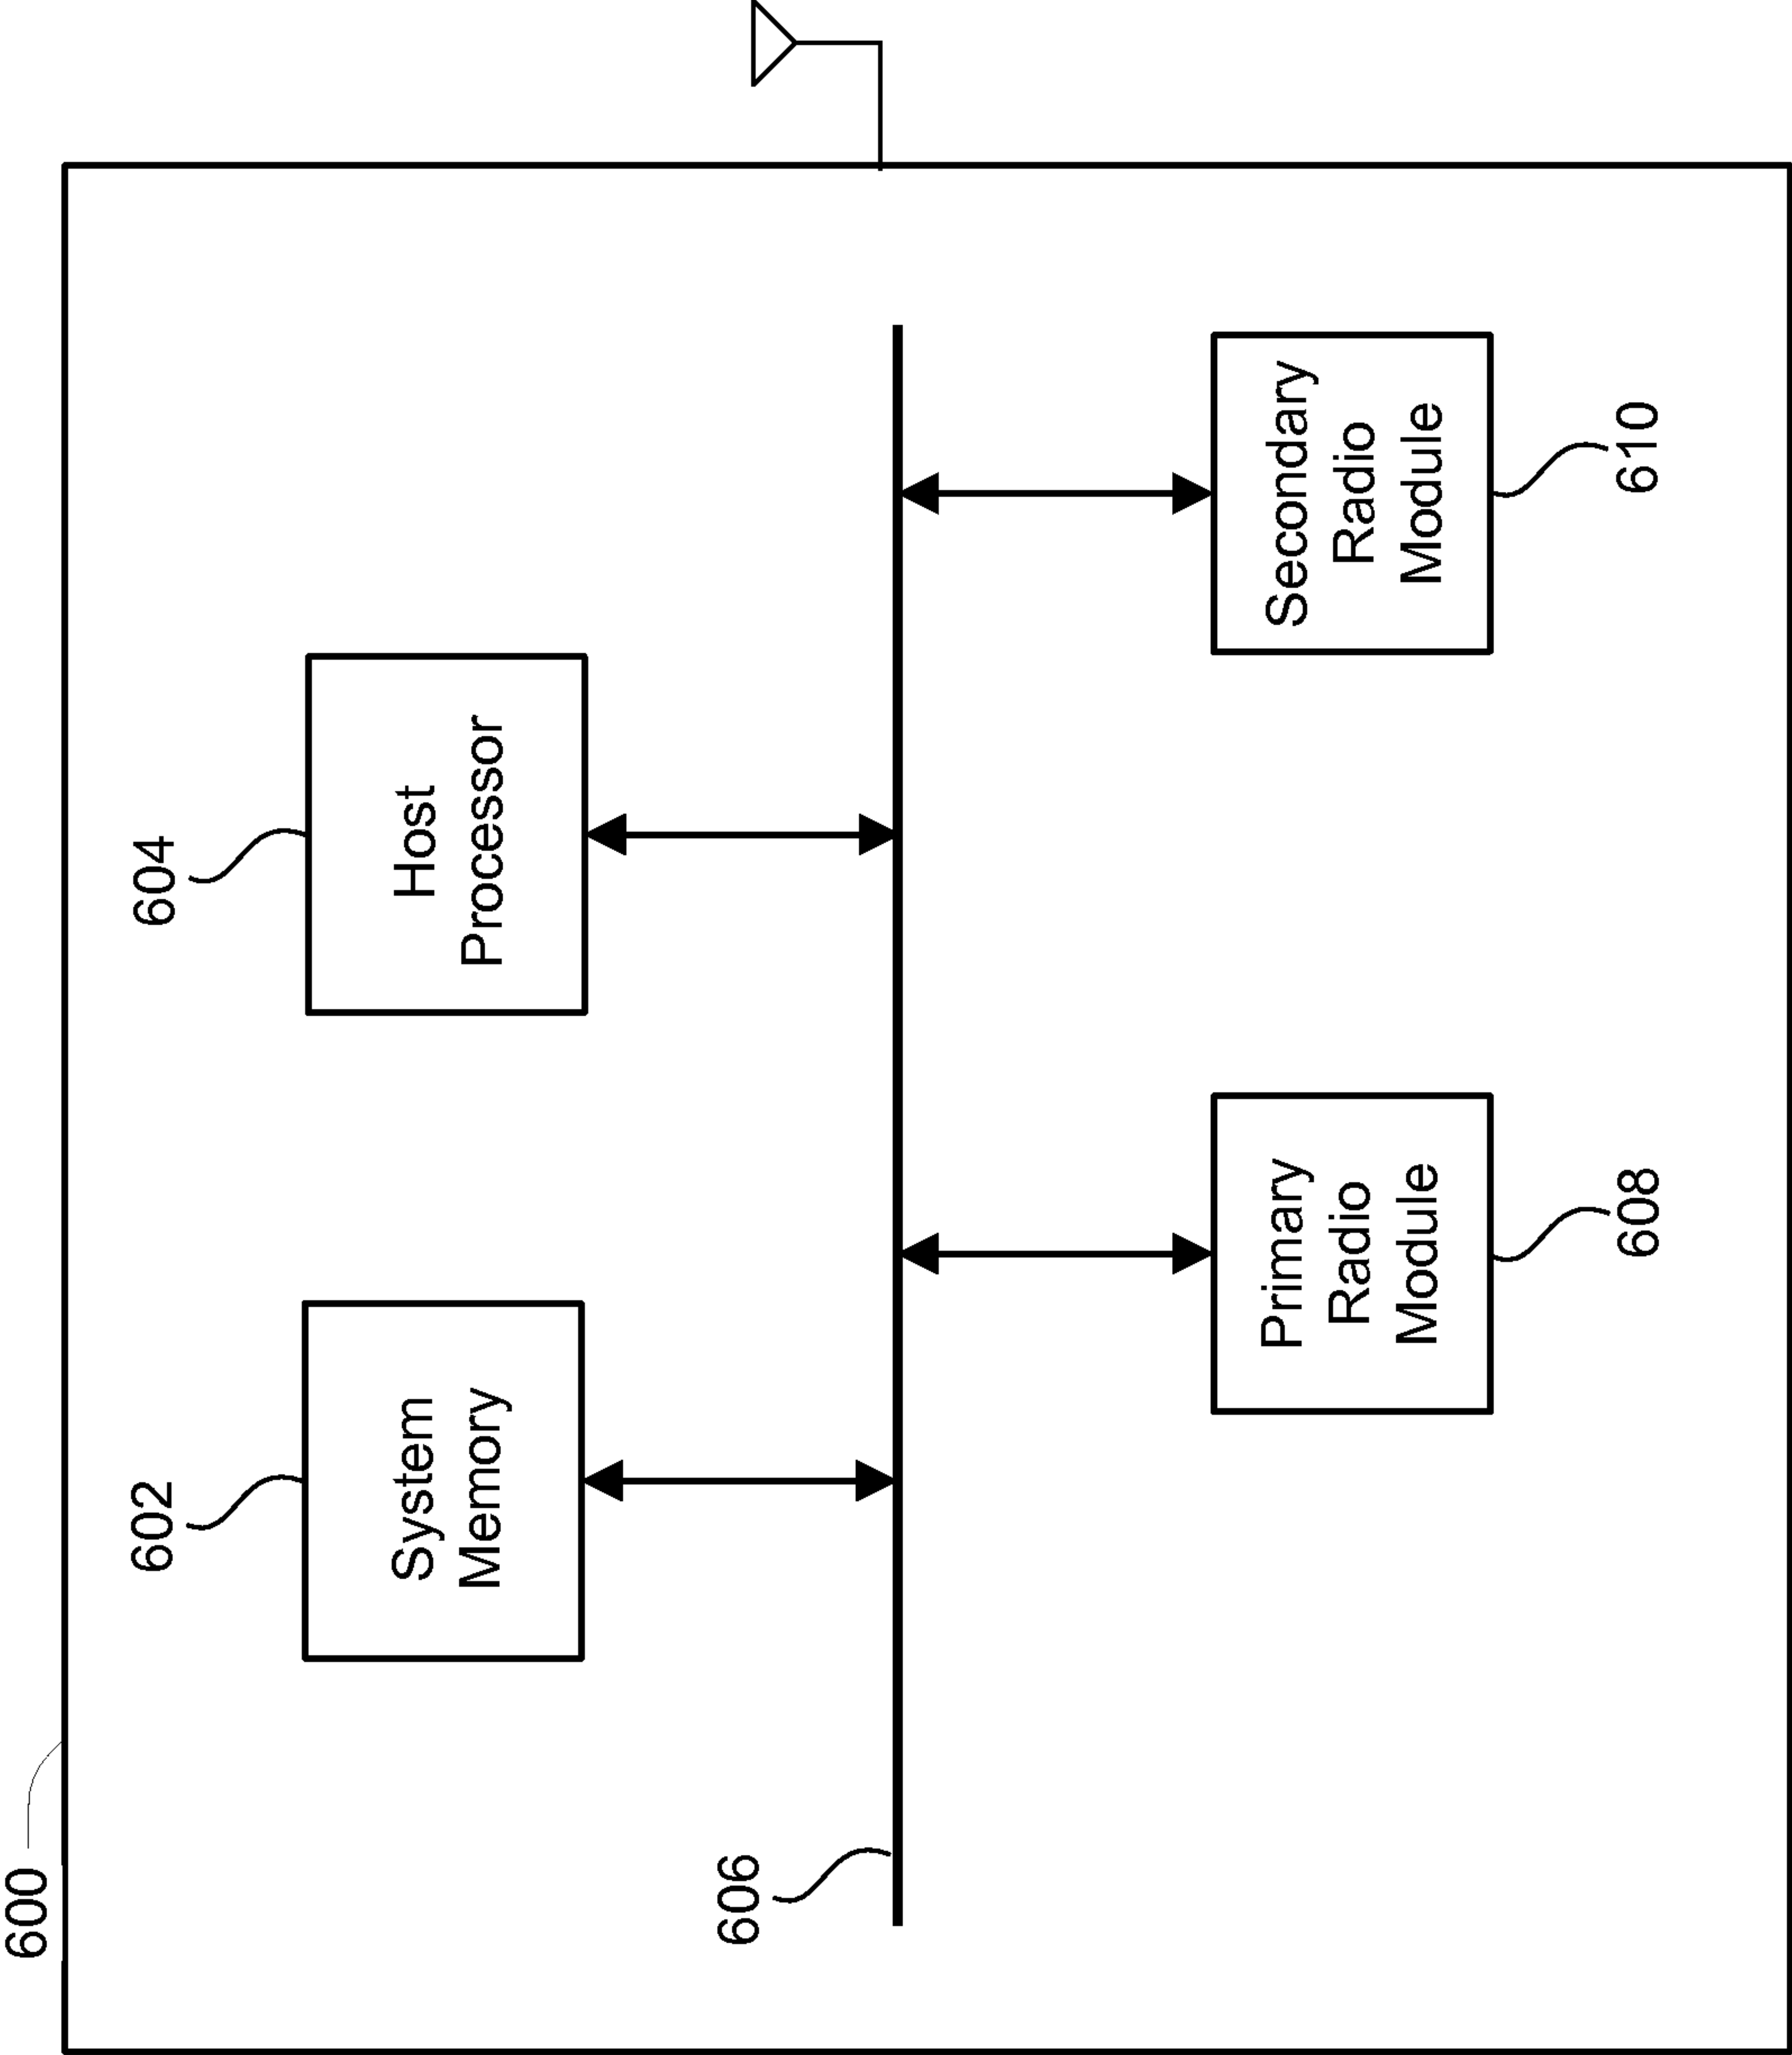 600
602
System
Memory
604
Host
Processor
606
Primary
Radio
Module
608
Secondary
Radio
Module
610